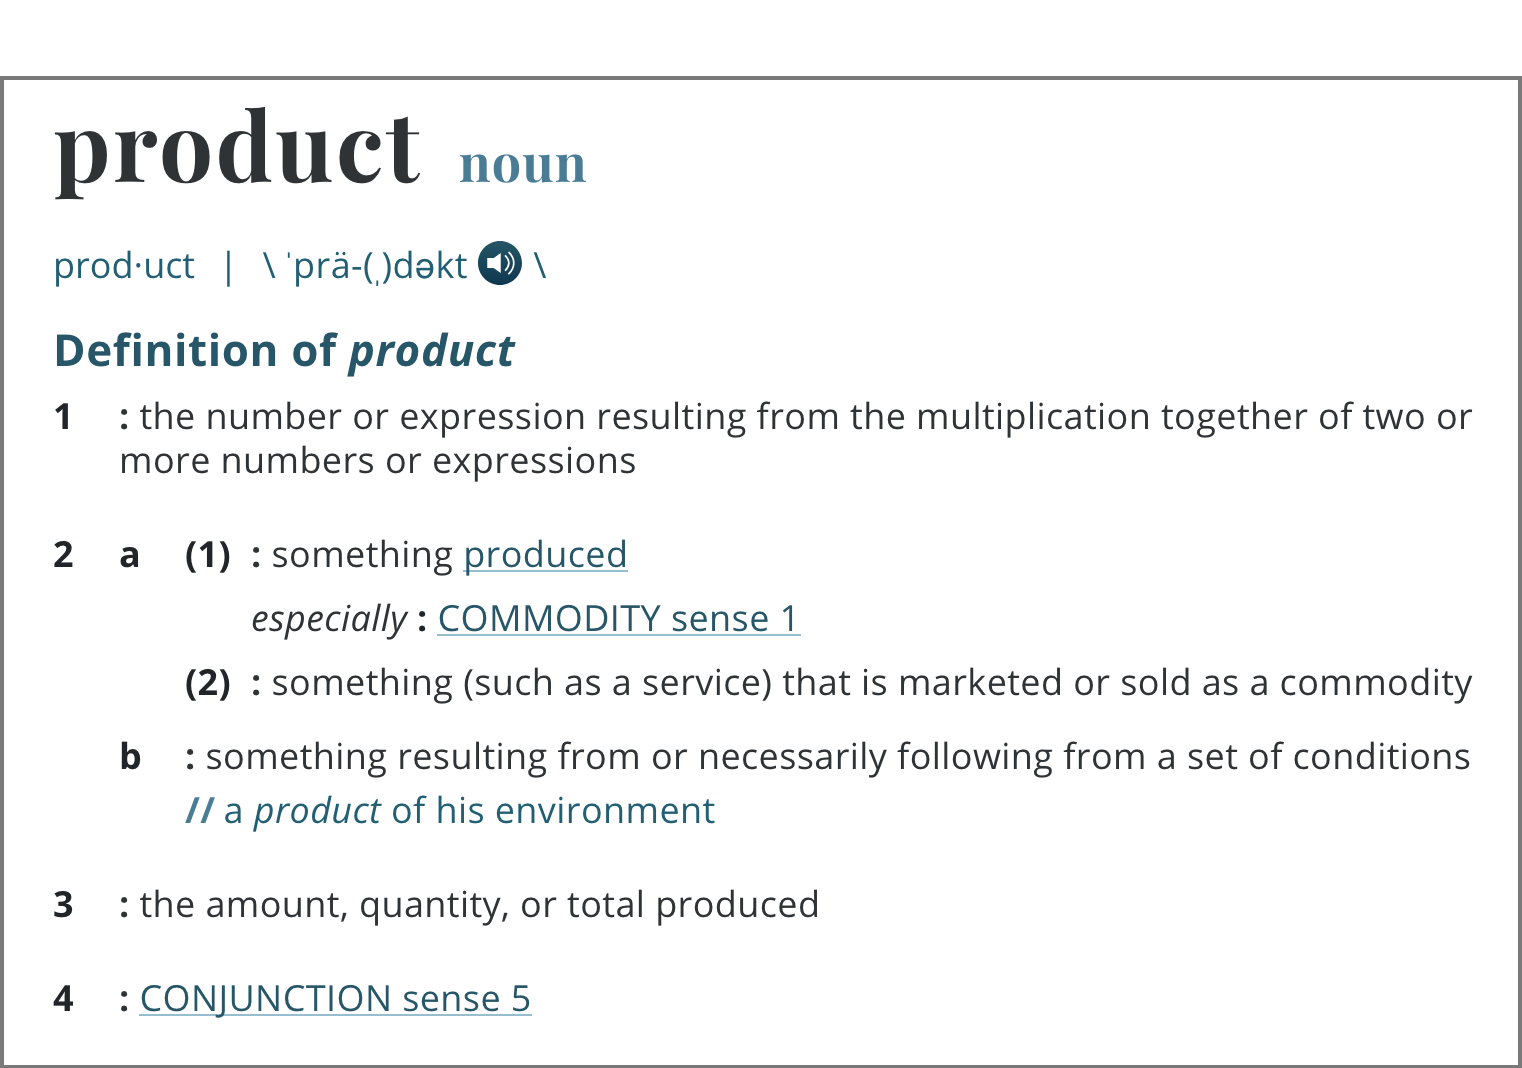 product noun
prod·uct | \ ˈprä-(ˌ)dəkt \
Definition of product
1 : the number or expression resulting from the multiplication together of two or
more numbers or expressions
2 a (1) : something produced
especially : COMMODITY sense 1
(2) : something (such as a service) that is marketed or sold as a commodity
b : something resulting from or necessarily following from a set of conditions
// a product of his environment
3 : the amount, quantity, or total produced
4 : CONJUNCTION sense 5